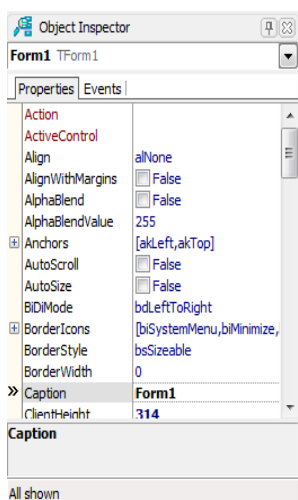 Object Inspector
Form1 TForm1
Properties Events
Action
ActiveControl
Align alNone
AlignWithMargins False
AlphaBlend False
AlphaBlendValue 255
Anchors [akLeft,akTop]
AutoScroll False
AutoSize False
BiDiMode bdLeftToRight
BorderIcons [biSystemMenu,biMinimize,
BorderStyle bsSizeable
BorderWidth 0
» Caption Form1
ClientHeight 314
Caption
All shown